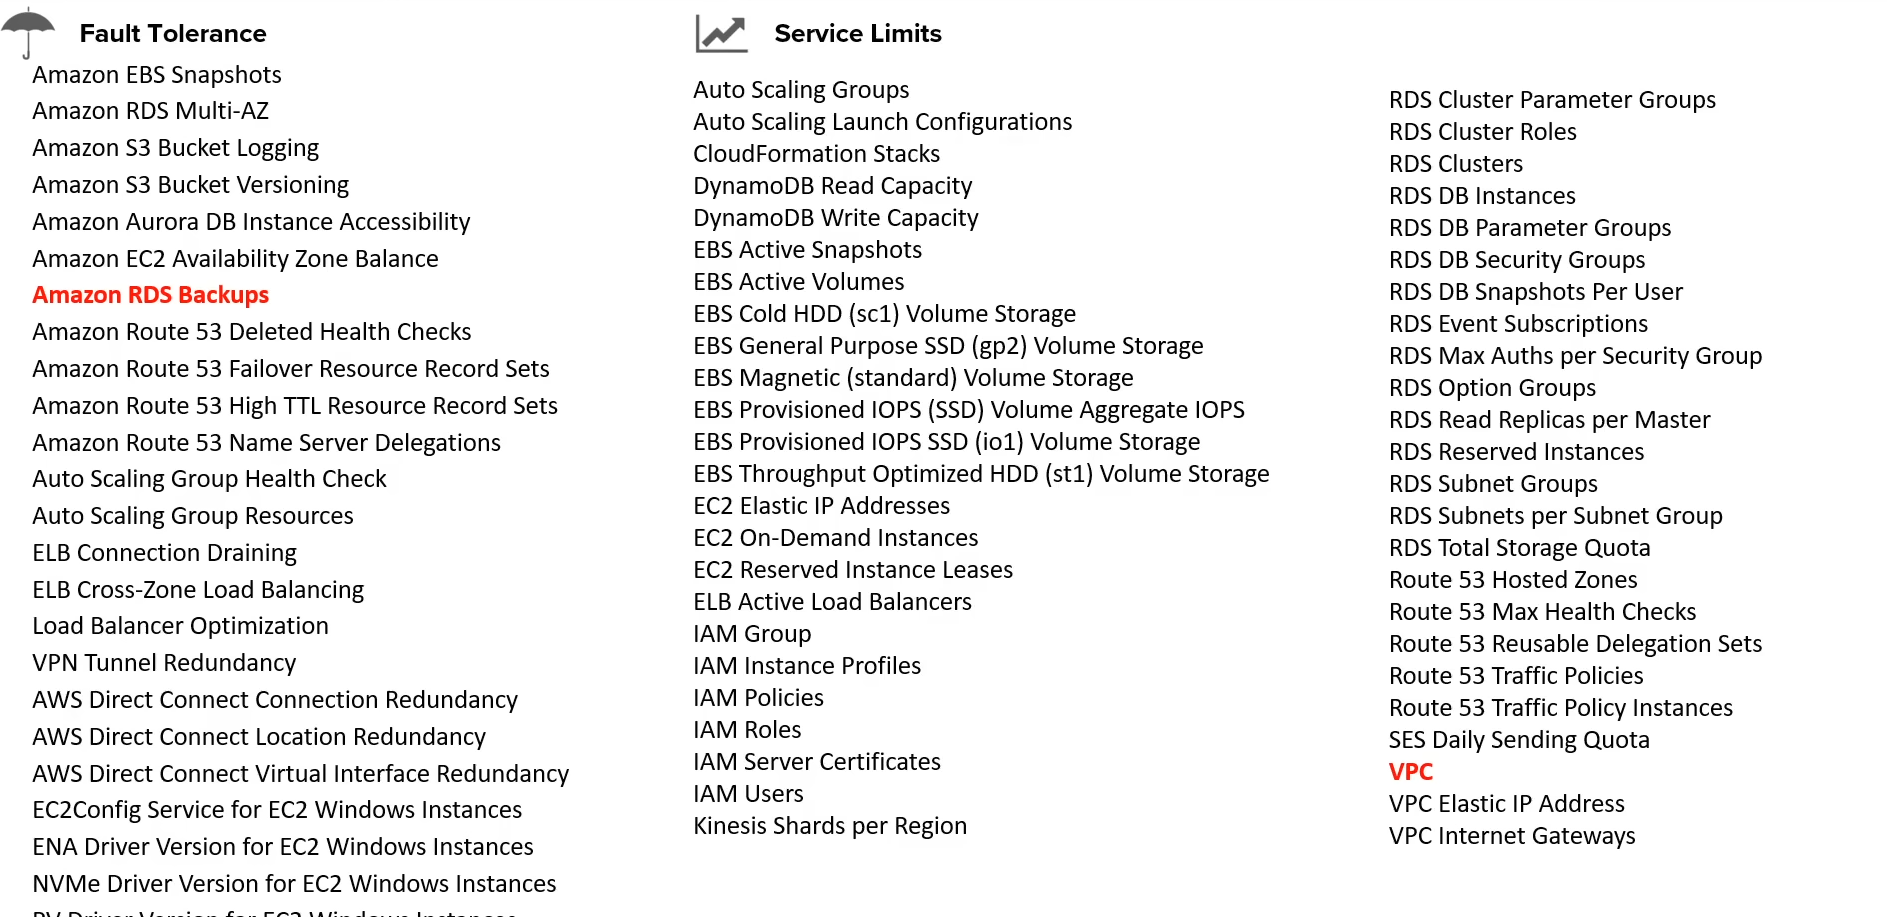 Fault Tolerance
Amazon EBS Snapshots
Amazon RDS Multi-AZ
Amazon S3 Bucket Logging
Amazon S3 Bucket Versioning
Amazon Aurora DB Instance Accessibility
Amazon EC2 Availability Zone Balance
Amazon RDS Backups
Amazon Route 53 Deleted Health Checks
Amazon Route 53 Failover Resource Record Sets
Amazon Route 53 High TTL Resource Record Sets
Amazon Route 53 Name Server Delegations
Auto Scaling Group Health Check
Auto Scaling Group Resources
ELB Connection Draining
ELB Cross-Zone Load Balancing
Load Balancer Optimization
VPN Tunnel Redundancy
AWS Direct Connect Connection Redundancy
AWS Direct Connect Location Redundancy
AWS Direct Connect Virtual Interface Redundancy
EC2Config Service for EC2 Windows Instances
ENA Driver Version for EC2 Windows Instances
NVMe Driver Version for EC2 Windows Instances
PV Driver Version for EC2 Windows Instances
Service Limits
Auto Scaling Groups
Auto Scaling Launch Configurations
CloudFormation Stacks
DynamoDB Read Capacity
DynamoDB Write Capacity
EBS Active Snapshots
EBS Active Volumes
EBS Cold HDD (sc1) Volume Storage
EBS General Purpose SSD (gp2) Volume Storage
EBS Magnetic (standard) Volume Storage
EBS Provisioned IOPS (SSD) Volume Aggregate IOPS
EBS Provisioned IOPS SSD (io1) Volume Storage
EBS Throughput Optimized HDD (st1) Volume Storage
EC2 Elastic IP Addresses
EC2 On-Demand Instances
EC2 Reserved Instance Leases
ELB Active Load Balancers
IAM Group
IAM Instance Profiles
IAM Policies
IAM Roles
IAM Server Certificates
IAM Users
Kinesis Shards per Region
RDS Cluster Parameter Groups
RDS Cluster Roles
RDS Clusters
RDS DB Instances
RDS DB Parameter Groups
RDS DB Security Groups
RDS DB Snapshots Per User
RDS Event Subscriptions
RDS Max Auths per Security Group
RDS Option Groups
RDS Read Replicas per Master
RDS Reserved Instances
RDS Subnet Groups
RDS Subnets per Subnet Group
RDS Total Storage Quota
Route 53 Hosted Zones
Route 53 Max Health Checks
Route 53 Reusable Delegation Sets
Route 53 Traffic Policies
Route 53 Traffic Policy Instances
SES Daily Sending Quota
VPC
VPC Elastic IP Address
VPC Internet Gateways